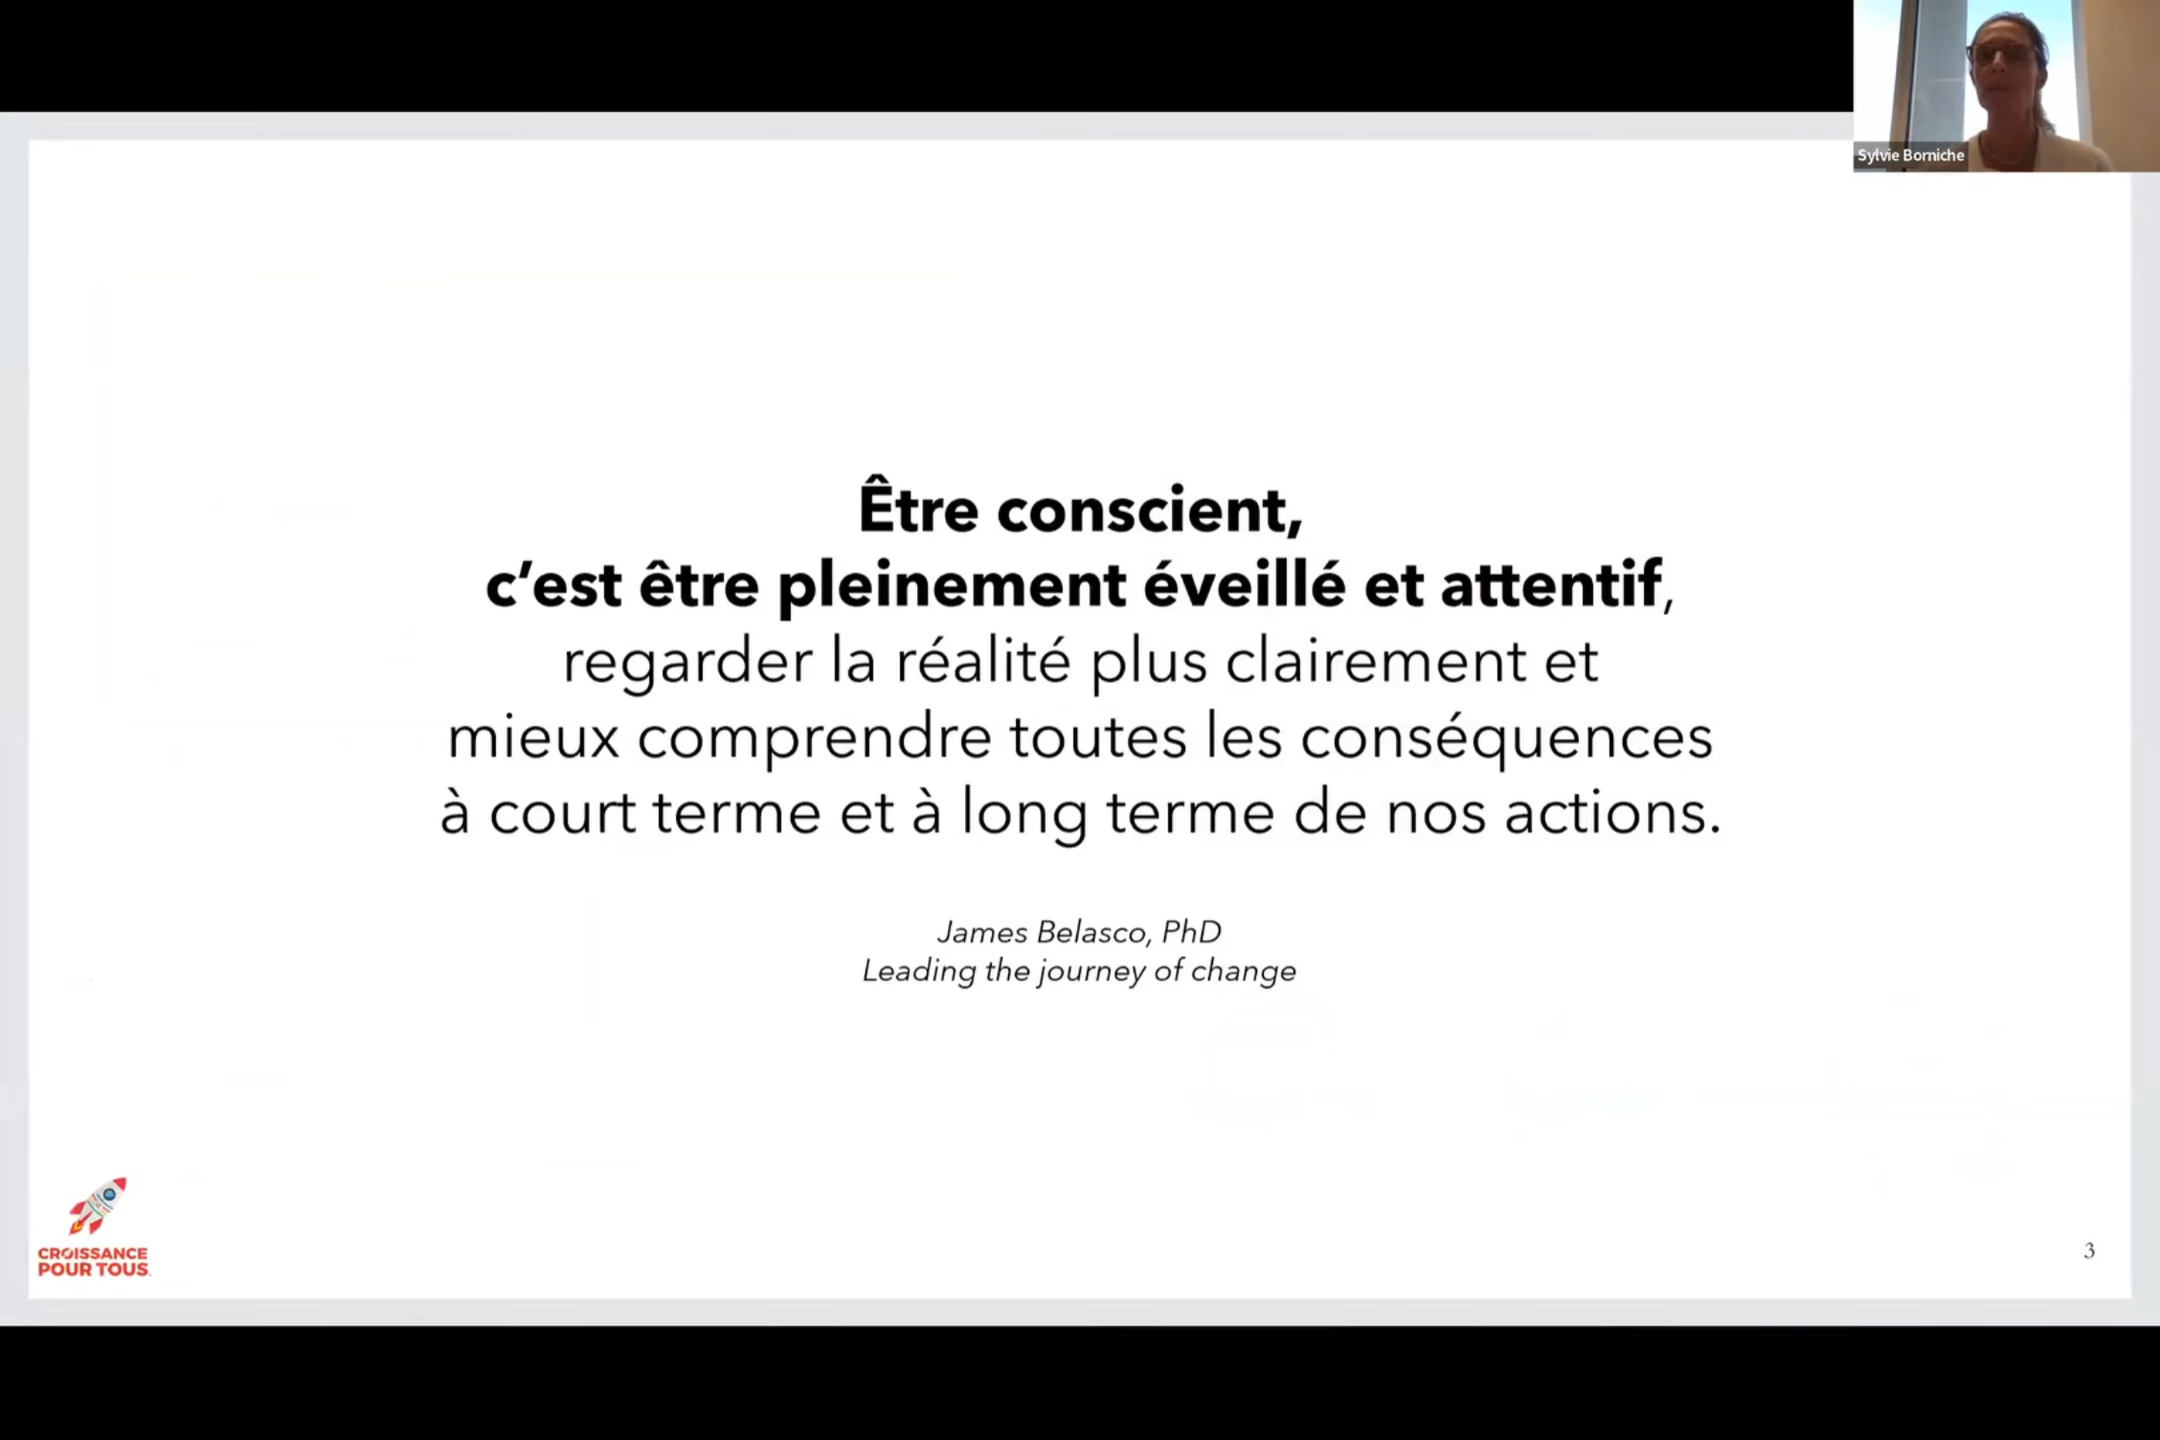 Sylvie Borniche
Être conscient,
c’est être pleinement éveillé et attentif,
regarder la réalité plus clairement et
mieux comprendre toutes les conséquences
à court terme et à long terme de nos actions.
James Belasco, PhD
Leading the journey of change
CROISSANCE
POUR TOUS.
3